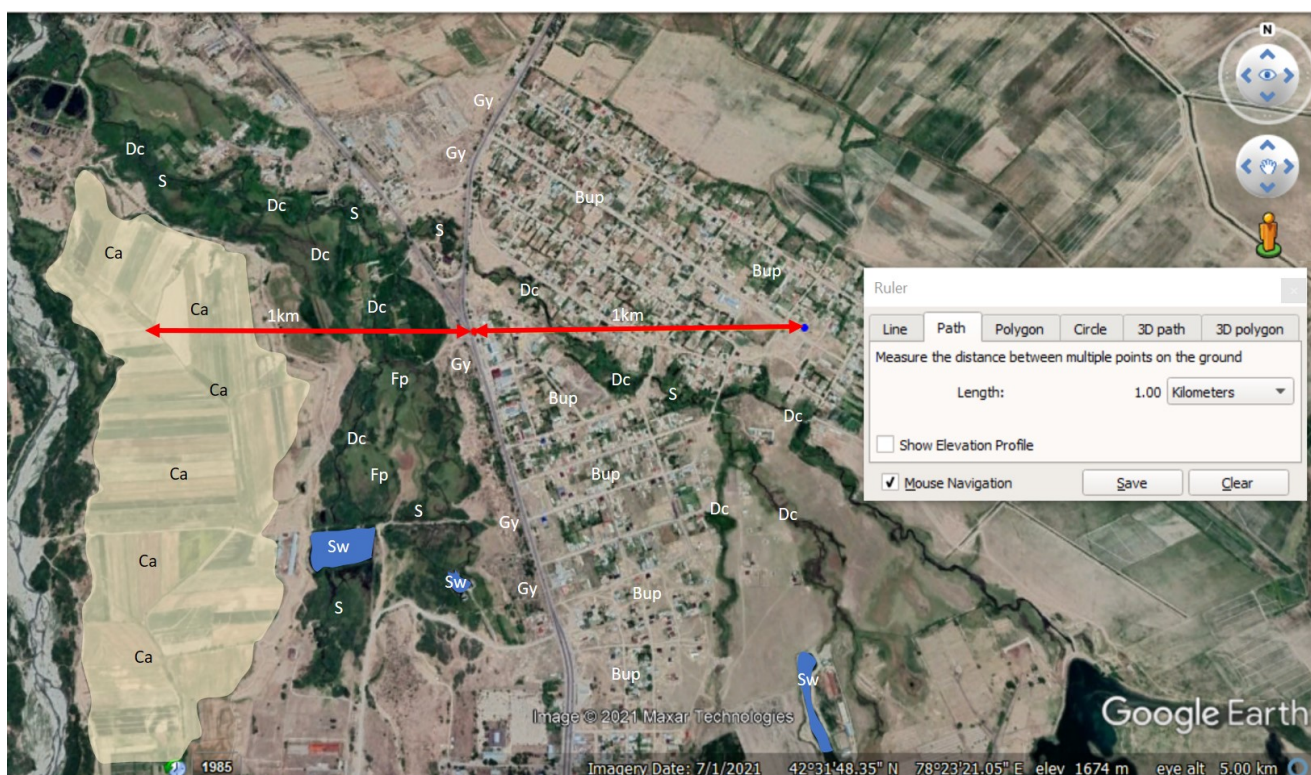 N
Gy
Gy
Dc
S
Dc
S
Dc
S
Bup
Bup
Ca
Ca
Dc
Dc
1km
1km
Ruler
Line Path Polygon Circle 3D path 3D polygon
Measure the distance between multiple points on the ground
Length: 1.00 Kilometers
Show Elevation Profile
Mouse Navigation Save Clear
Gy
Fp
Dc
S
Bup
Ca
Dc
Dc
Fp
Bup
Ca
Ca
S
Gy
Dc
Dc
Sw
Ca
Sw
Gy
Bup
S
Ca
Bup
Sw
Image © 2021 Maxar Technologies
Google Earth
1985
Imagery Date: 7/1/2021 42°31'48.35" N 78°23'21.05" E elev 1674 m eye alt 5.00 km